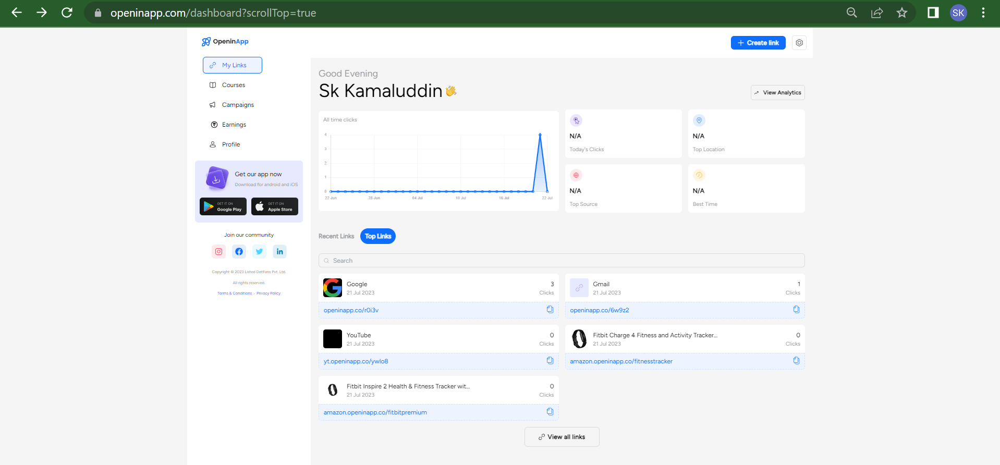 openinapp.com/dashboard?scrollTop=true
SK
OpeninApp
Create link
My Links
Courses
Campaigns
Earnings
Profile
Get our app now
Download for android and iOS
GET IT ON
Google Play
GET IT ON
Apple Store
Join our community
Copyright © 2023 Listed DotFans Pvt. Ltd.
All rights reserved.
Terms & Conditions - Privacy Policy
Good Evening
Sk Kamaluddin
View Analytics
All time clicks
4
3
2
1
0
22 Jun
28 Jun
04 Jul
10 Jul
16 Jul
22 Jul
N/A
Today's Clicks
N/A
Top Location
N/A
Top Source
N/A
Best Time
Recent Links
Top Links
Search
Google
3
21 Jul 2023
Clicks
openinapp.co/r0i3v
Gmail
1
21 Jul 2023
Clicks
openinapp.co/6w9z2
YouTube
0
21 Jul 2023
Clicks
yt.openinapp.co/ywlo8
Fitbit Charge 4 Fitness and Activity Tracker...
0
21 Jul 2023
Clicks
amazon.openinapp.co/fitnesstracker
Fitbit Inspire 2 Health & Fitness Tracker wit...
0
21 Jul 2023
Clicks
amazon.openinapp.co/fitbitpremium
View all links